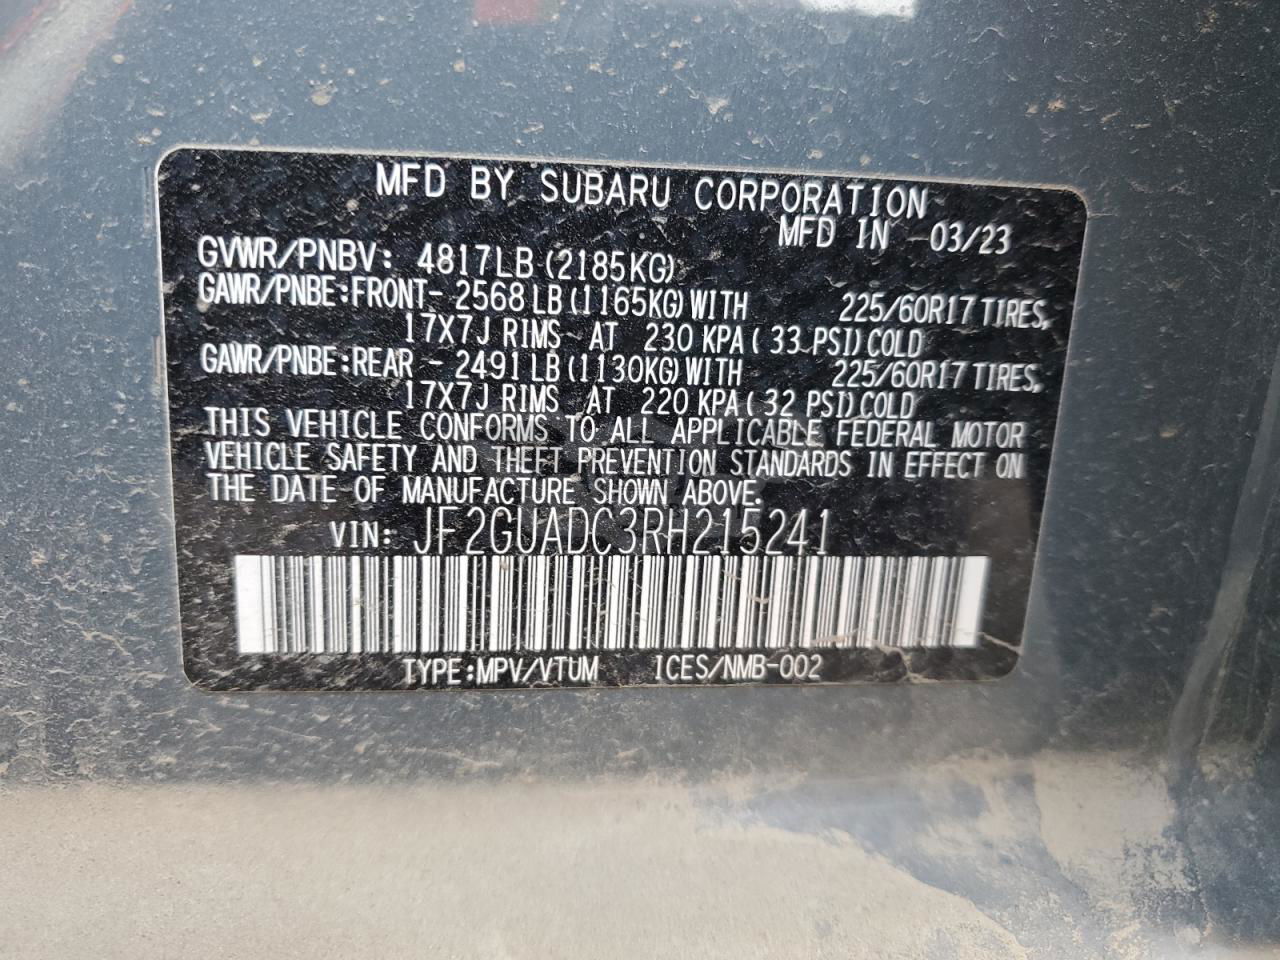 MFD BY SUBARU CORPORATION
MFD IN 03/23
GVWR/PNBV: 4817LB (2185KG)
GAWR/PNBE:FRONT- 2568 LB (1165KG) WITH 225/60R17 TIRES,
17X7J RIMS AT 230 KPA ( 33 PSI) COLD
GAWR/PNBE:REAR - 2491 LB (1130KG) WITH 225/60R17 TIRES,
17X7J RIMS AT 220 KPA ( 32 PSI) COLD
THIS VEHICLE CONFORMS TO ALL APPLICABLE FEDERAL MOTOR
VEHICLE SAFETY AND THEFT PREVENTION STANDARDS IN EFFECT ON
THE DATE OF MANUFACTURE SHOWN ABOVE.
VIN: JF2GUADC3RH215241
TYPE:MPV/VTUM ICES/NMB-002